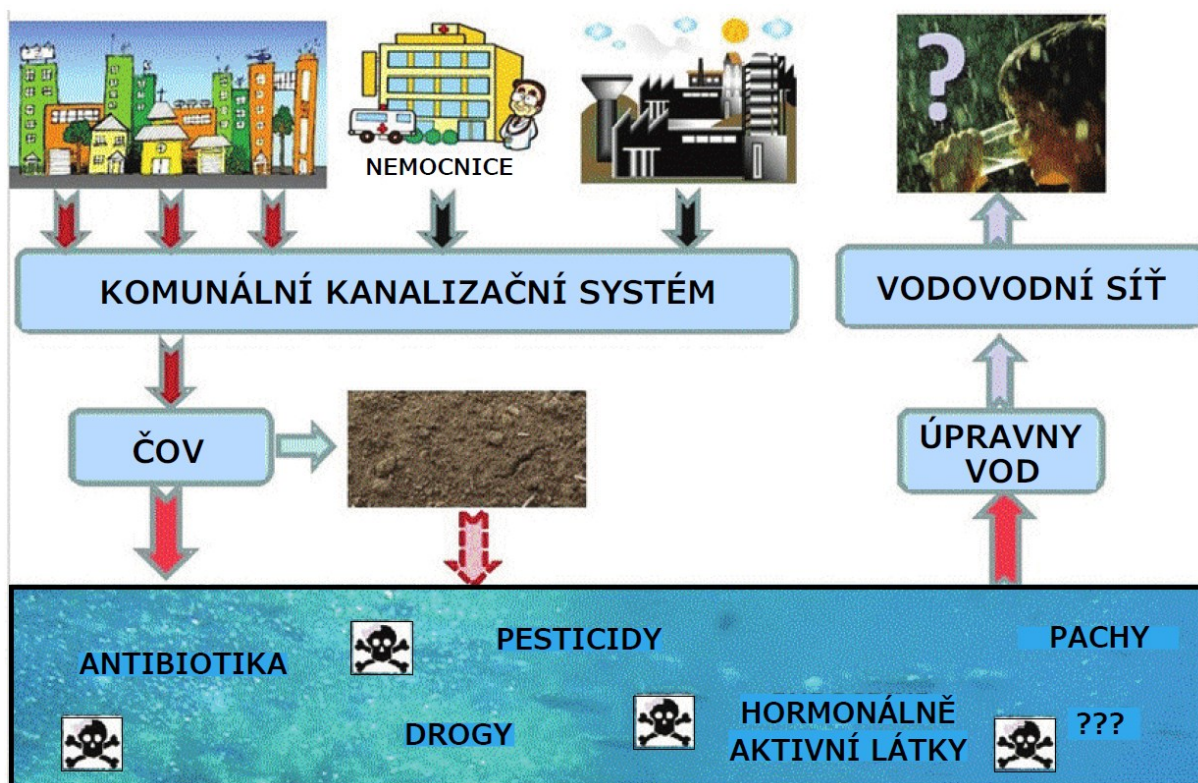 ?
NEMOCNICE
KOMUNÁLNÍ KANALIZAČNÍ SYSTÉM
VODOVODNÍ SÍŤ
ČOV
ÚPRAVNY
VOD
ANTIBIOTIKA
PESTICIDY
PACHY
DROGY
HORMONÁLNĚ
AKTIVNÍ LÁTKY
???